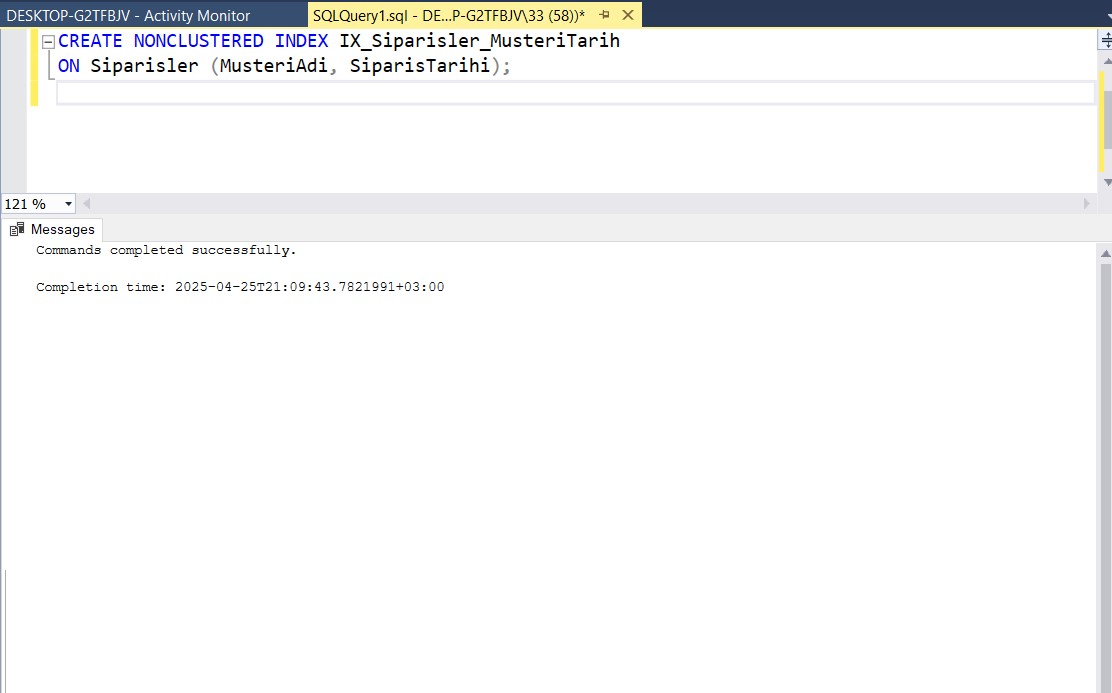 DESKTOP-G2TFBJV - Activity Monitor
SQLQuery1.sql - DE...P-G2TFBJV\33 (58))*
CREATE NONCLUSTERED INDEX IX_Siparisler_MusteriTarih
ON Siparisler (MusteriAdi, SiparisTarihi);
121 %
Messages
Commands completed successfully.
Completion time: 2025-04-25T21:09:43.7821991+03:00